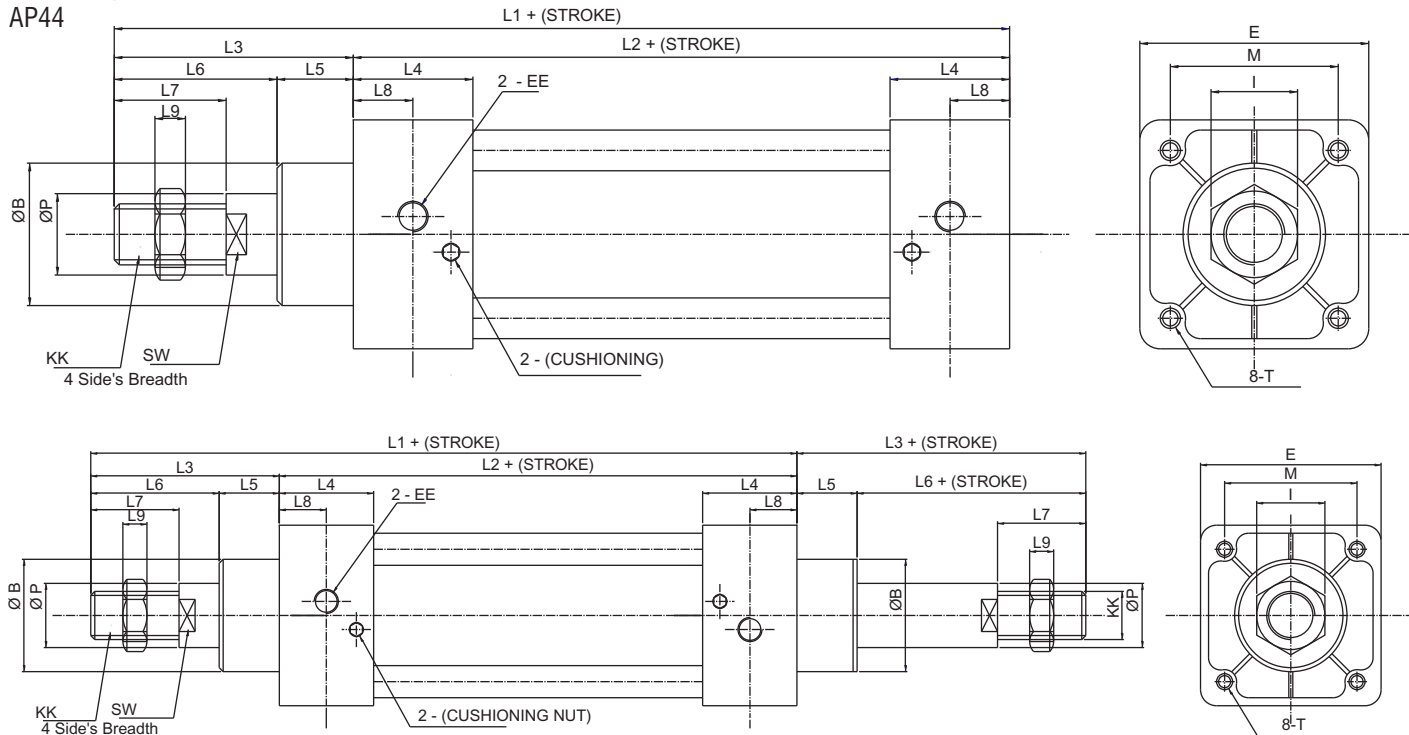 AP44
L1 + (STROKE)
L3
L2 + (STROKE)
L6
L5
L4
L4
L7
L8
L8
L9
2 - EE
ØB
ØP
KK
SW
4 Side's Breadth
2 - (CUSHIONING)
E
M
I
8-T
L1 + (STROKE)
L3 + (STROKE)
L3
L2 + (STROKE)
L6
L5
L4
L4
L5
L6 + (STROKE)
L7
L8
L8
L7
L9
L9
2 - EE
Ø B
Ø P
ØB
KK
ØP
KK
SW
4 Side's Breadth
2 - (CUSHIONING NUT)
E
M
I
8-T